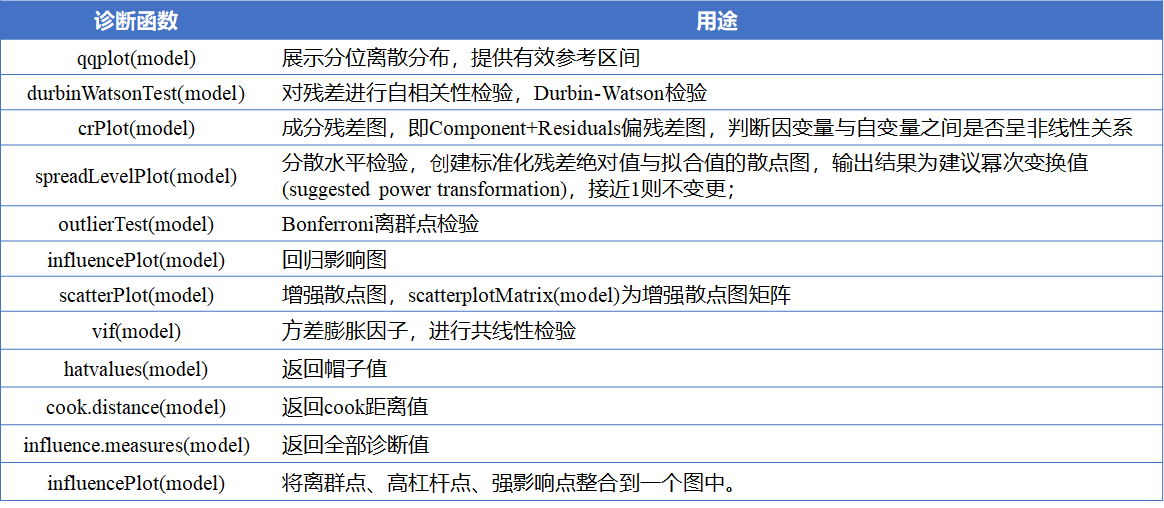 诊断函数 用途
qqplot(model) 展示分位离散分布，提供有效参考区间
durbinWatsonTest(model) 对残差进行自相关性检验，Durbin-Watson检验
crPlot(model) 成分残差图，即Component+Residuals偏残差图，判断因变量与自变量之间是否呈非线性关系
spreadLevelPlot(model) 分散水平检验，创建标准化残差绝对值与拟合值的散点图，输出结果为建议幂次变换值
(suggested power transformation)，接近1则不变更；
outlierTest(model) Bonferroni离群点检验
influencePlot(model) 回归影响图
scatterPlot(model) 增强散点图，scatterplotMatrix(model)为增强散点图矩阵
vif(model) 方差膨胀因子，进行共线性检验
hatvalues(model) 返回帽子值
cook.distance(model) 返回cook距离值
influence.measures(model) 返回全部诊断值
influencePlot(model) 将离群点、高杠杆点、强影响点整合到一个图中。